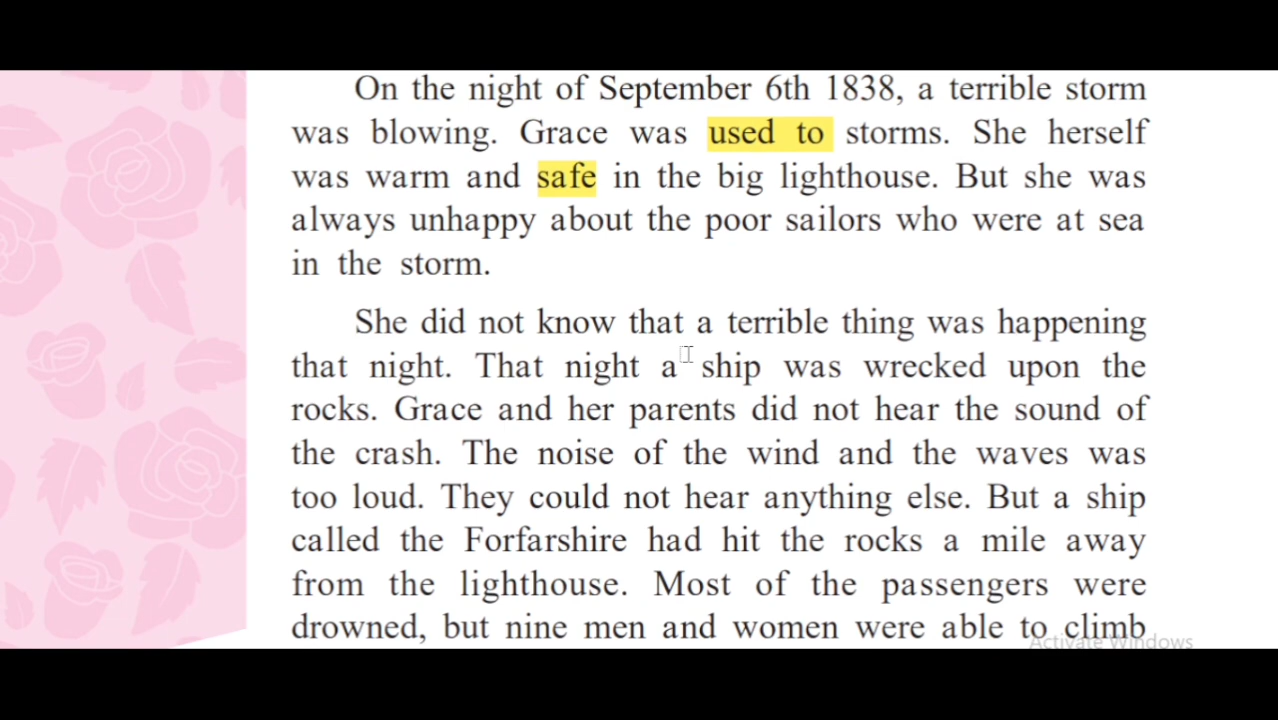 On the night of September 6th 1838, a terrible storm
was blowing. Grace was used to storms. She herself
was warm and safe in the big lighthouse. But she was
always unhappy about the poor sailors who were at sea
in the storm.
She did not know that a terrible thing was happening
that night. That night a ship was wrecked upon the
rocks. Grace and her parents did not hear the sound of
the crash. The noise of the wind and the waves was
too loud. They could not hear anything else. But a ship
called the Forfarshire had hit the rocks a mile away
from the lighthouse. Most of the passengers were
drowned, but nine men and women were able to climb
Activate Windows